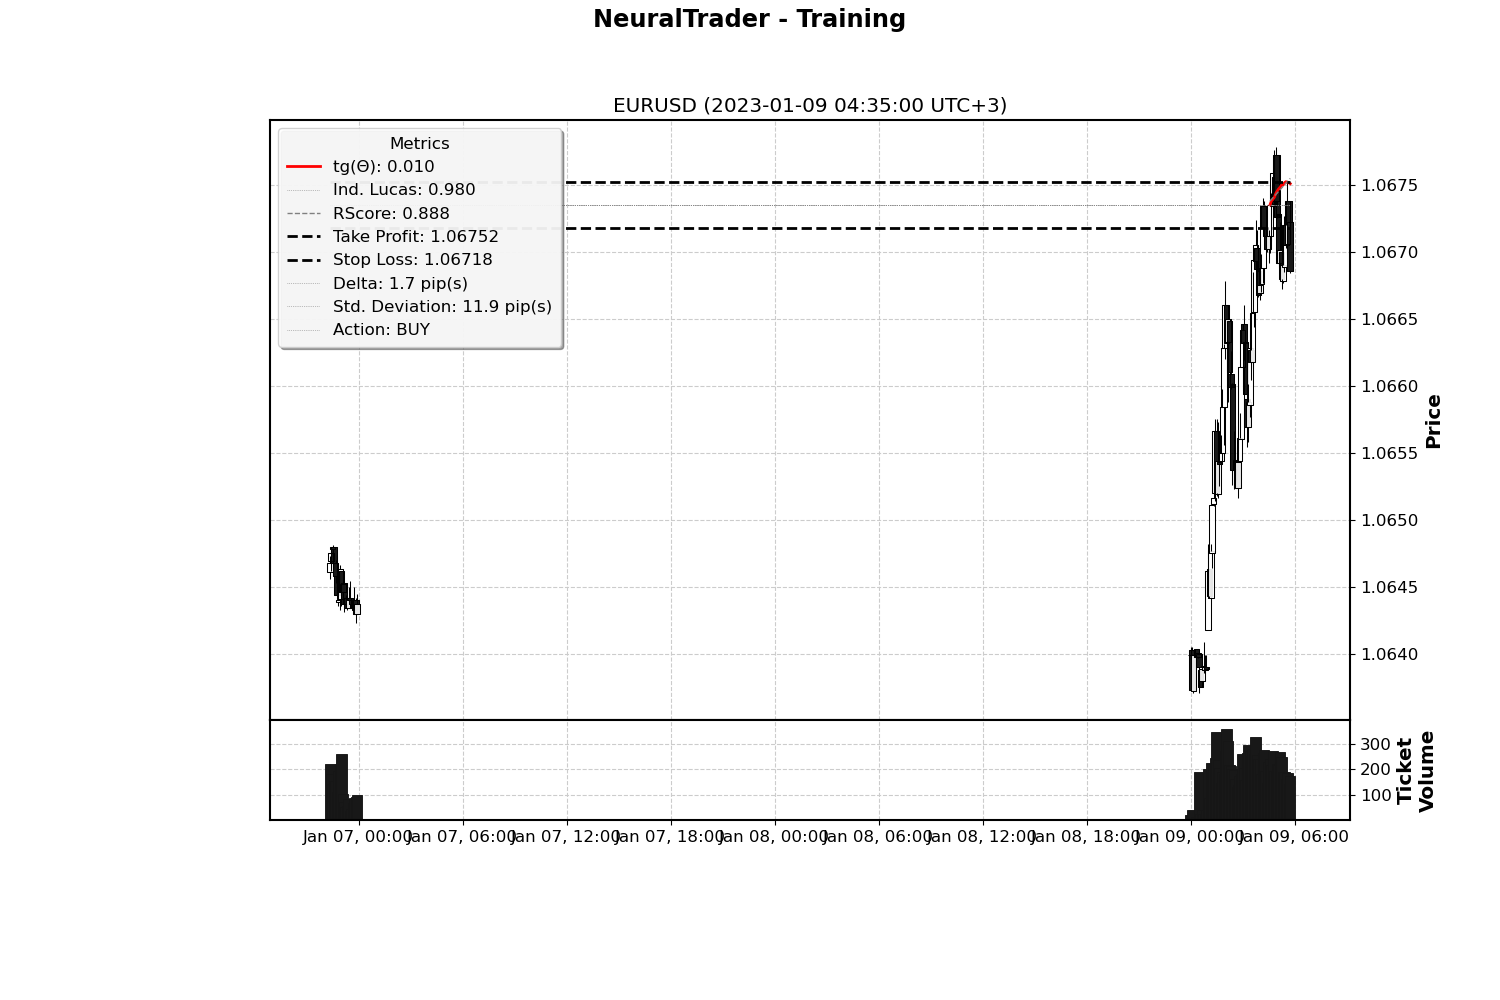 NeuralTrader - Training
EURUSD (2023-01-09 04:35:00 UTC+3)
Metrics
tg(Θ): 0.010
Ind. Lucas: 0.980
RScore: 0.888
Take Profit: 1.06752
Stop Loss: 1.06718
Delta: 1.7 pip(s)
Std. Deviation: 11.9 pip(s)
Action: BUY
1.0675
1.0670
1.0665
1.0660
1.0655
1.0650
1.0645
1.0640
Price
300
200
100
Ticket
Volume
Jan 07, 00:00
Jan 07, 06:00
Jan 07, 12:00
Jan 07, 18:00
Jan 08, 00:00
Jan 08, 06:00
Jan 08, 12:00
Jan 08, 18:00
Jan 09, 00:00
Jan 09, 06:00